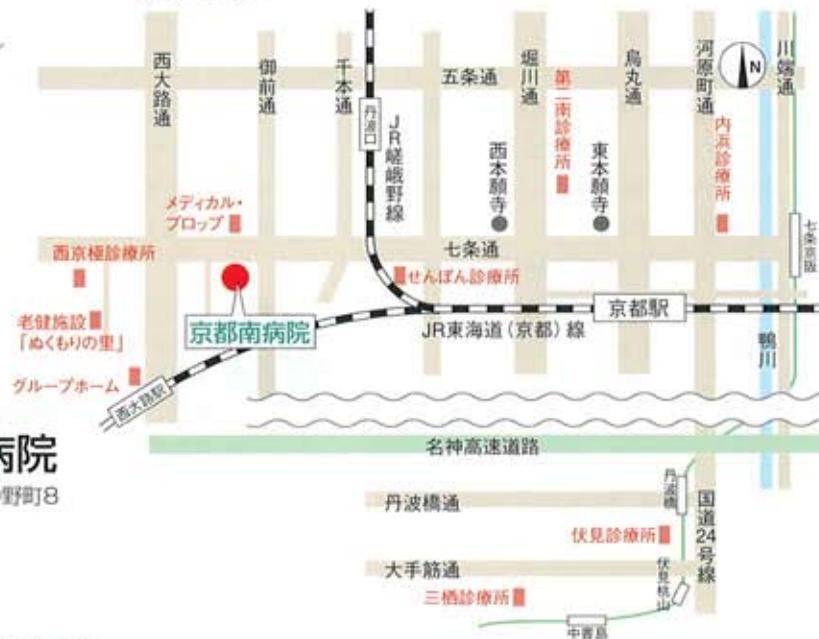 西大路通
御前通
千本通
丹波口
JR嵯峨野線
五条通
堀川通
第二南診療所
烏丸通
河原町通
N
川端通
内浜診療所
西本願寺
東本願寺
メディカル・
プロップ
西京極診療所
七条通
七条京阪
せんぼん診療所
老健施設
「ぬくもりの里」
京都南病院
京都駅
JR東海道(京都)線
鴨川
グループホーム
西大路駅
名神高速道路
病院
野町8
丹波橋通
丹波橋
国道24号線
伏見診療所
大手筋通
伏見桃山
三栖診療所
中書島